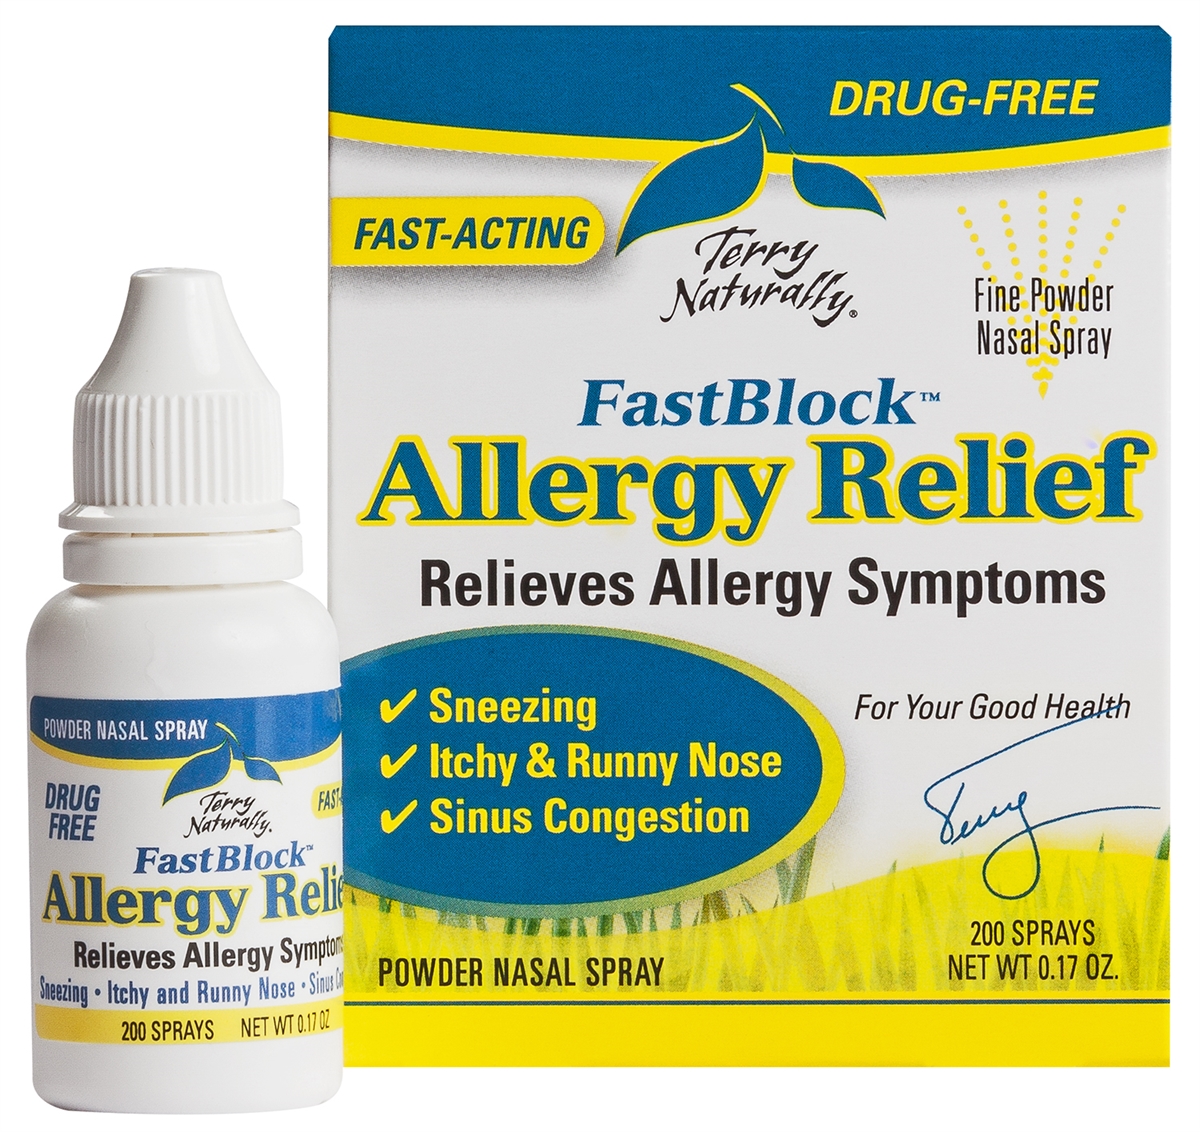 DRUG-FREE
FAST-ACTING
Terry
Naturally®
Fine Powder
Nasal Spray
FastBlock™
Allergy Relief
Relieves Allergy Symptoms
✔ Sneezing
✔ Itchy & Runny Nose
✔ Sinus Congestion
For Your Good Health
Terry
200 SPRAYS
NET WT 0.17 OZ.
POWDER NASAL SPRAY
POWDER NASAL SPRAY
DRUG
FREE
Terry
Naturally.
FAST-
FastBlock™
Allergy Relie
Relieves Allergy Symptom
Sneezing • Itchy and Runny Nose • Sinus Co
200 SPRAYS NET WT 0.17 OZ